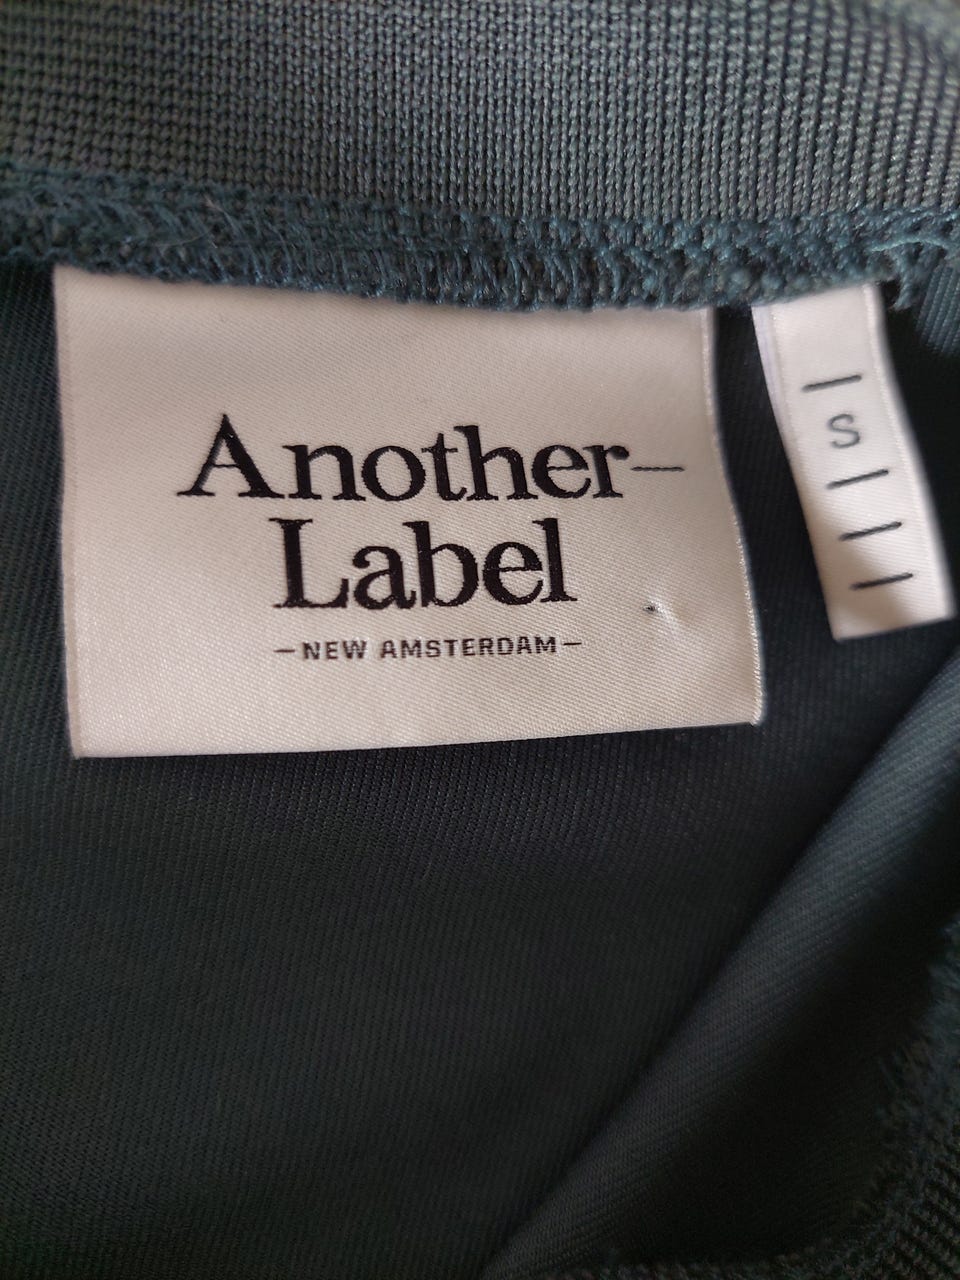 Another–
Label
–NEW AMSTERDAM–
S